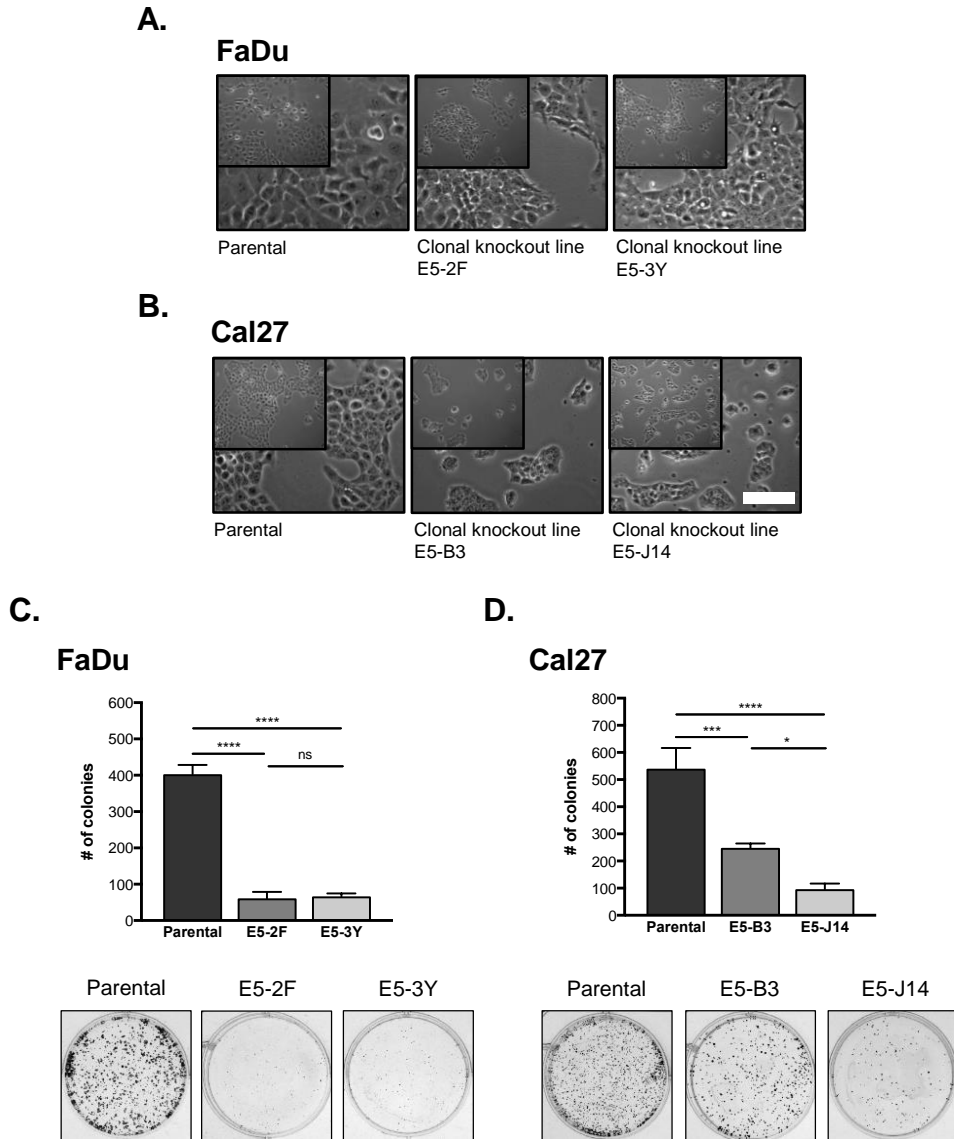 A.
FaDu
Parental
Clonal knockout line
E5-2F
Clonal knockout line
E5-3Y
B.
Cal27
Parental
Clonal knockout line
E5-B3
Clonal knockout line
E5-J14
C.
FaDu
# of colonies
600
500
400
300
200
100
0
****
****
ns
Parental
E5-2F
E5-3Y
Parental
E5-2F
E5-3Y
D.
Cal27
# of colonies
800
700
600
500
400
300
200
100
0
****
***
*
Parental
E5-B3
E5-J14
Parental
E5-B3
E5-J14